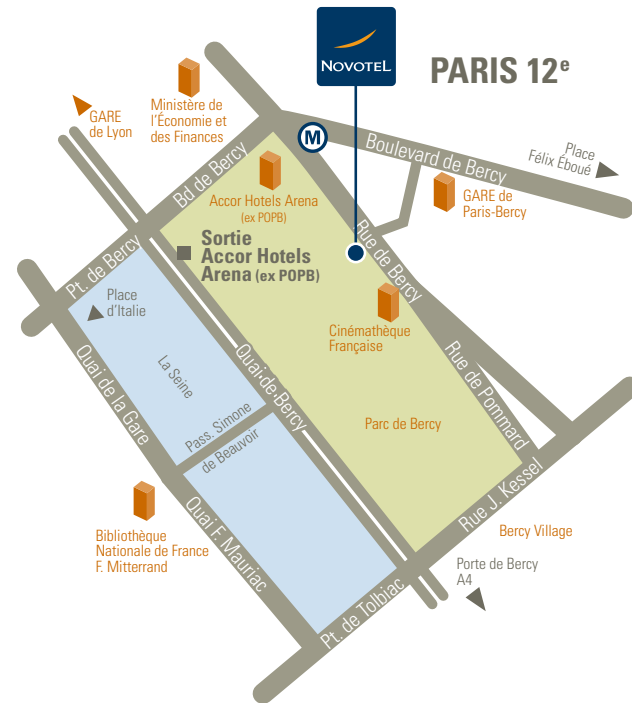 NOVOTEL
PARIS 12e
Ministère de
l'Économie et
des Finances
GARE
de Lyon
M
Boulevard de Bercy
Place
Félix Éboué
Bd de Bercy
Accor Hotels Arena
(ex POPB)
GARE de
Paris-Bercy
Sortie
Accor Hotels
Arena (ex POPB)
Rue de Bercy
Pt. de Bercy
Place
d'Italie
Cinémathèque
Française
La Seine
Quai de Bercy
Quai de la Gare
Rue de Pommard
Pass. Simone
de Beauvoir
Parc de Bercy
Rue J. Kessel
Bibliothèque
Nationale de France
F. Mitterrand
Quai F. Mauriac
Bercy Village
Porte de Bercy
A4
Pt. de Tolbiac